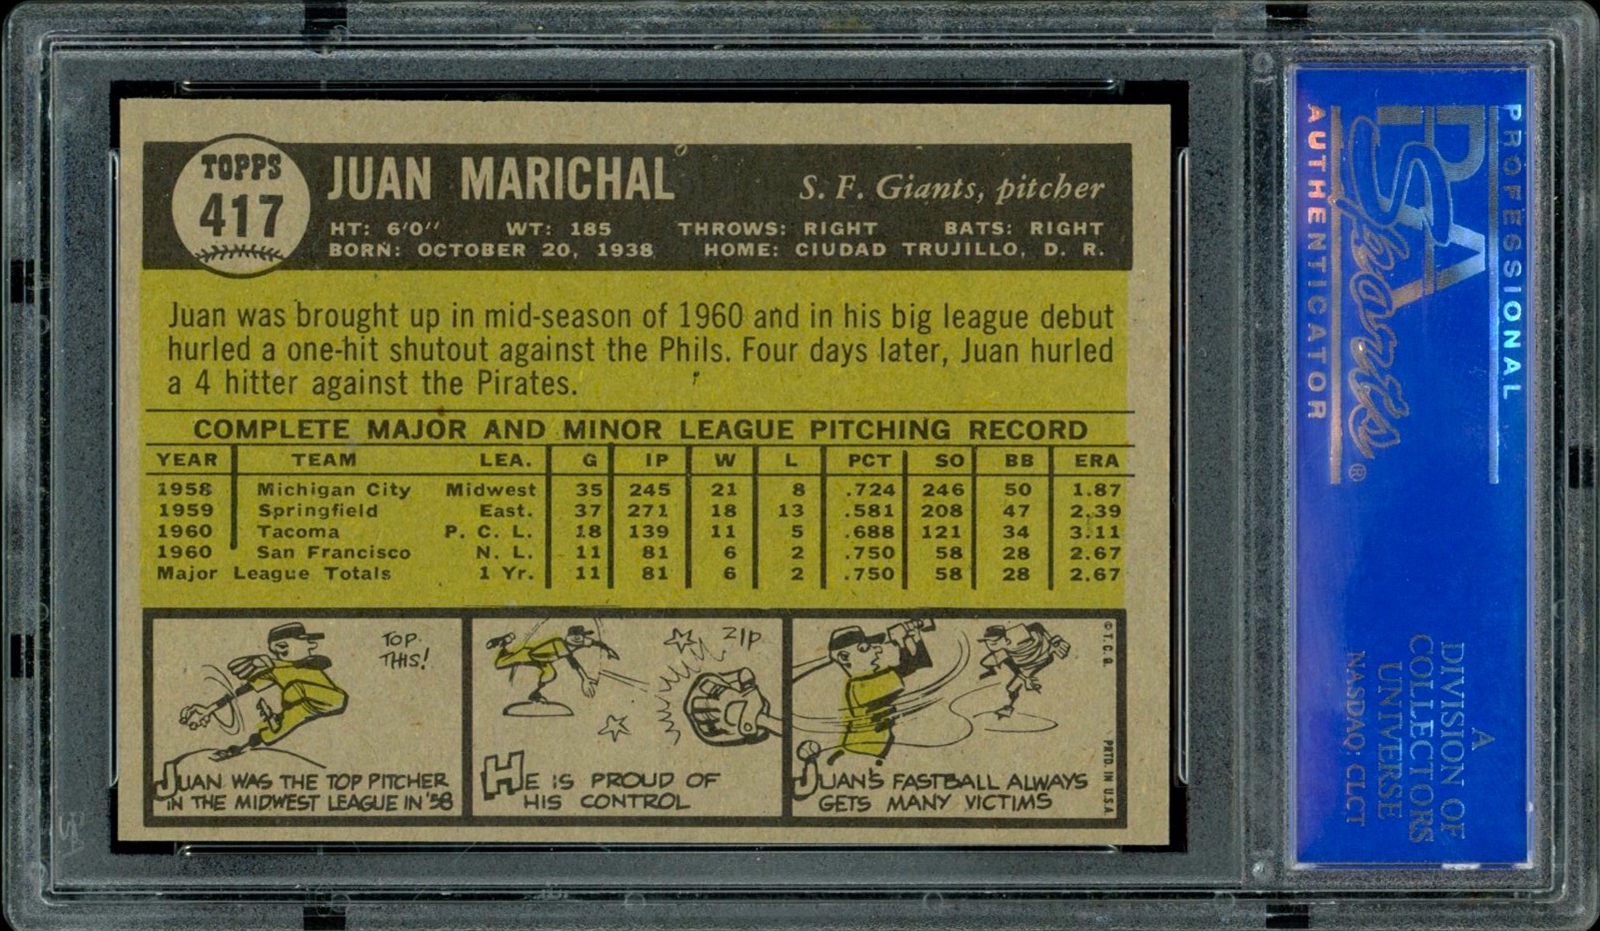 TOPPS
417
JUAN MARICHAL
S. F. Giants, pitcher
HT: 6'0" WT: 185 THROWS: RIGHT BATS: RIGHT
BORN: OCTOBER 20, 1938 HOME: CIUDAD TRUJILLO, D. R.
Juan was brought up in mid-season of 1960 and in his big league debut
hurled a one-hit shutout against the Phils. Four days later, Juan hurled
a 4 hitter against the Pirates.
COMPLETE MAJOR AND MINOR LEAGUE PITCHING RECORD
YEAR TEAM LEA. G IP W L PCT SO BB ERA
1958 Michigan City Midwest 35 245 21 8 .724 246 50 1.87
1959 Springfield East. 37 271 18 13 .581 208 47 2.39
1960 Tacoma P. C. L. 18 139 11 5 .688 121 34 3.11
1960 San Francisco N. L. 11 81 6 2 .750 58 28 2.67
Major League Totals 1 Yr. 11 81 6 2 .750 58 28 2.67
TOP
THIS!
JUAN WAS THE TOP PITCHER
IN THE MIDWEST LEAGUE IN '58
ZIP
HE IS PROUD OF
HIS CONTROL
JUAN'S FASTBALL ALWAYS
GETS MANY VICTIMS
© T. C. G.
PRTD. IN U.S.A.
PROFESSIONAL
PSA
Sports
®
AUTHENTICATOR
A
DIVISION OF
COLLECTORS
UNIVERSE
NASDAQ: CLCT